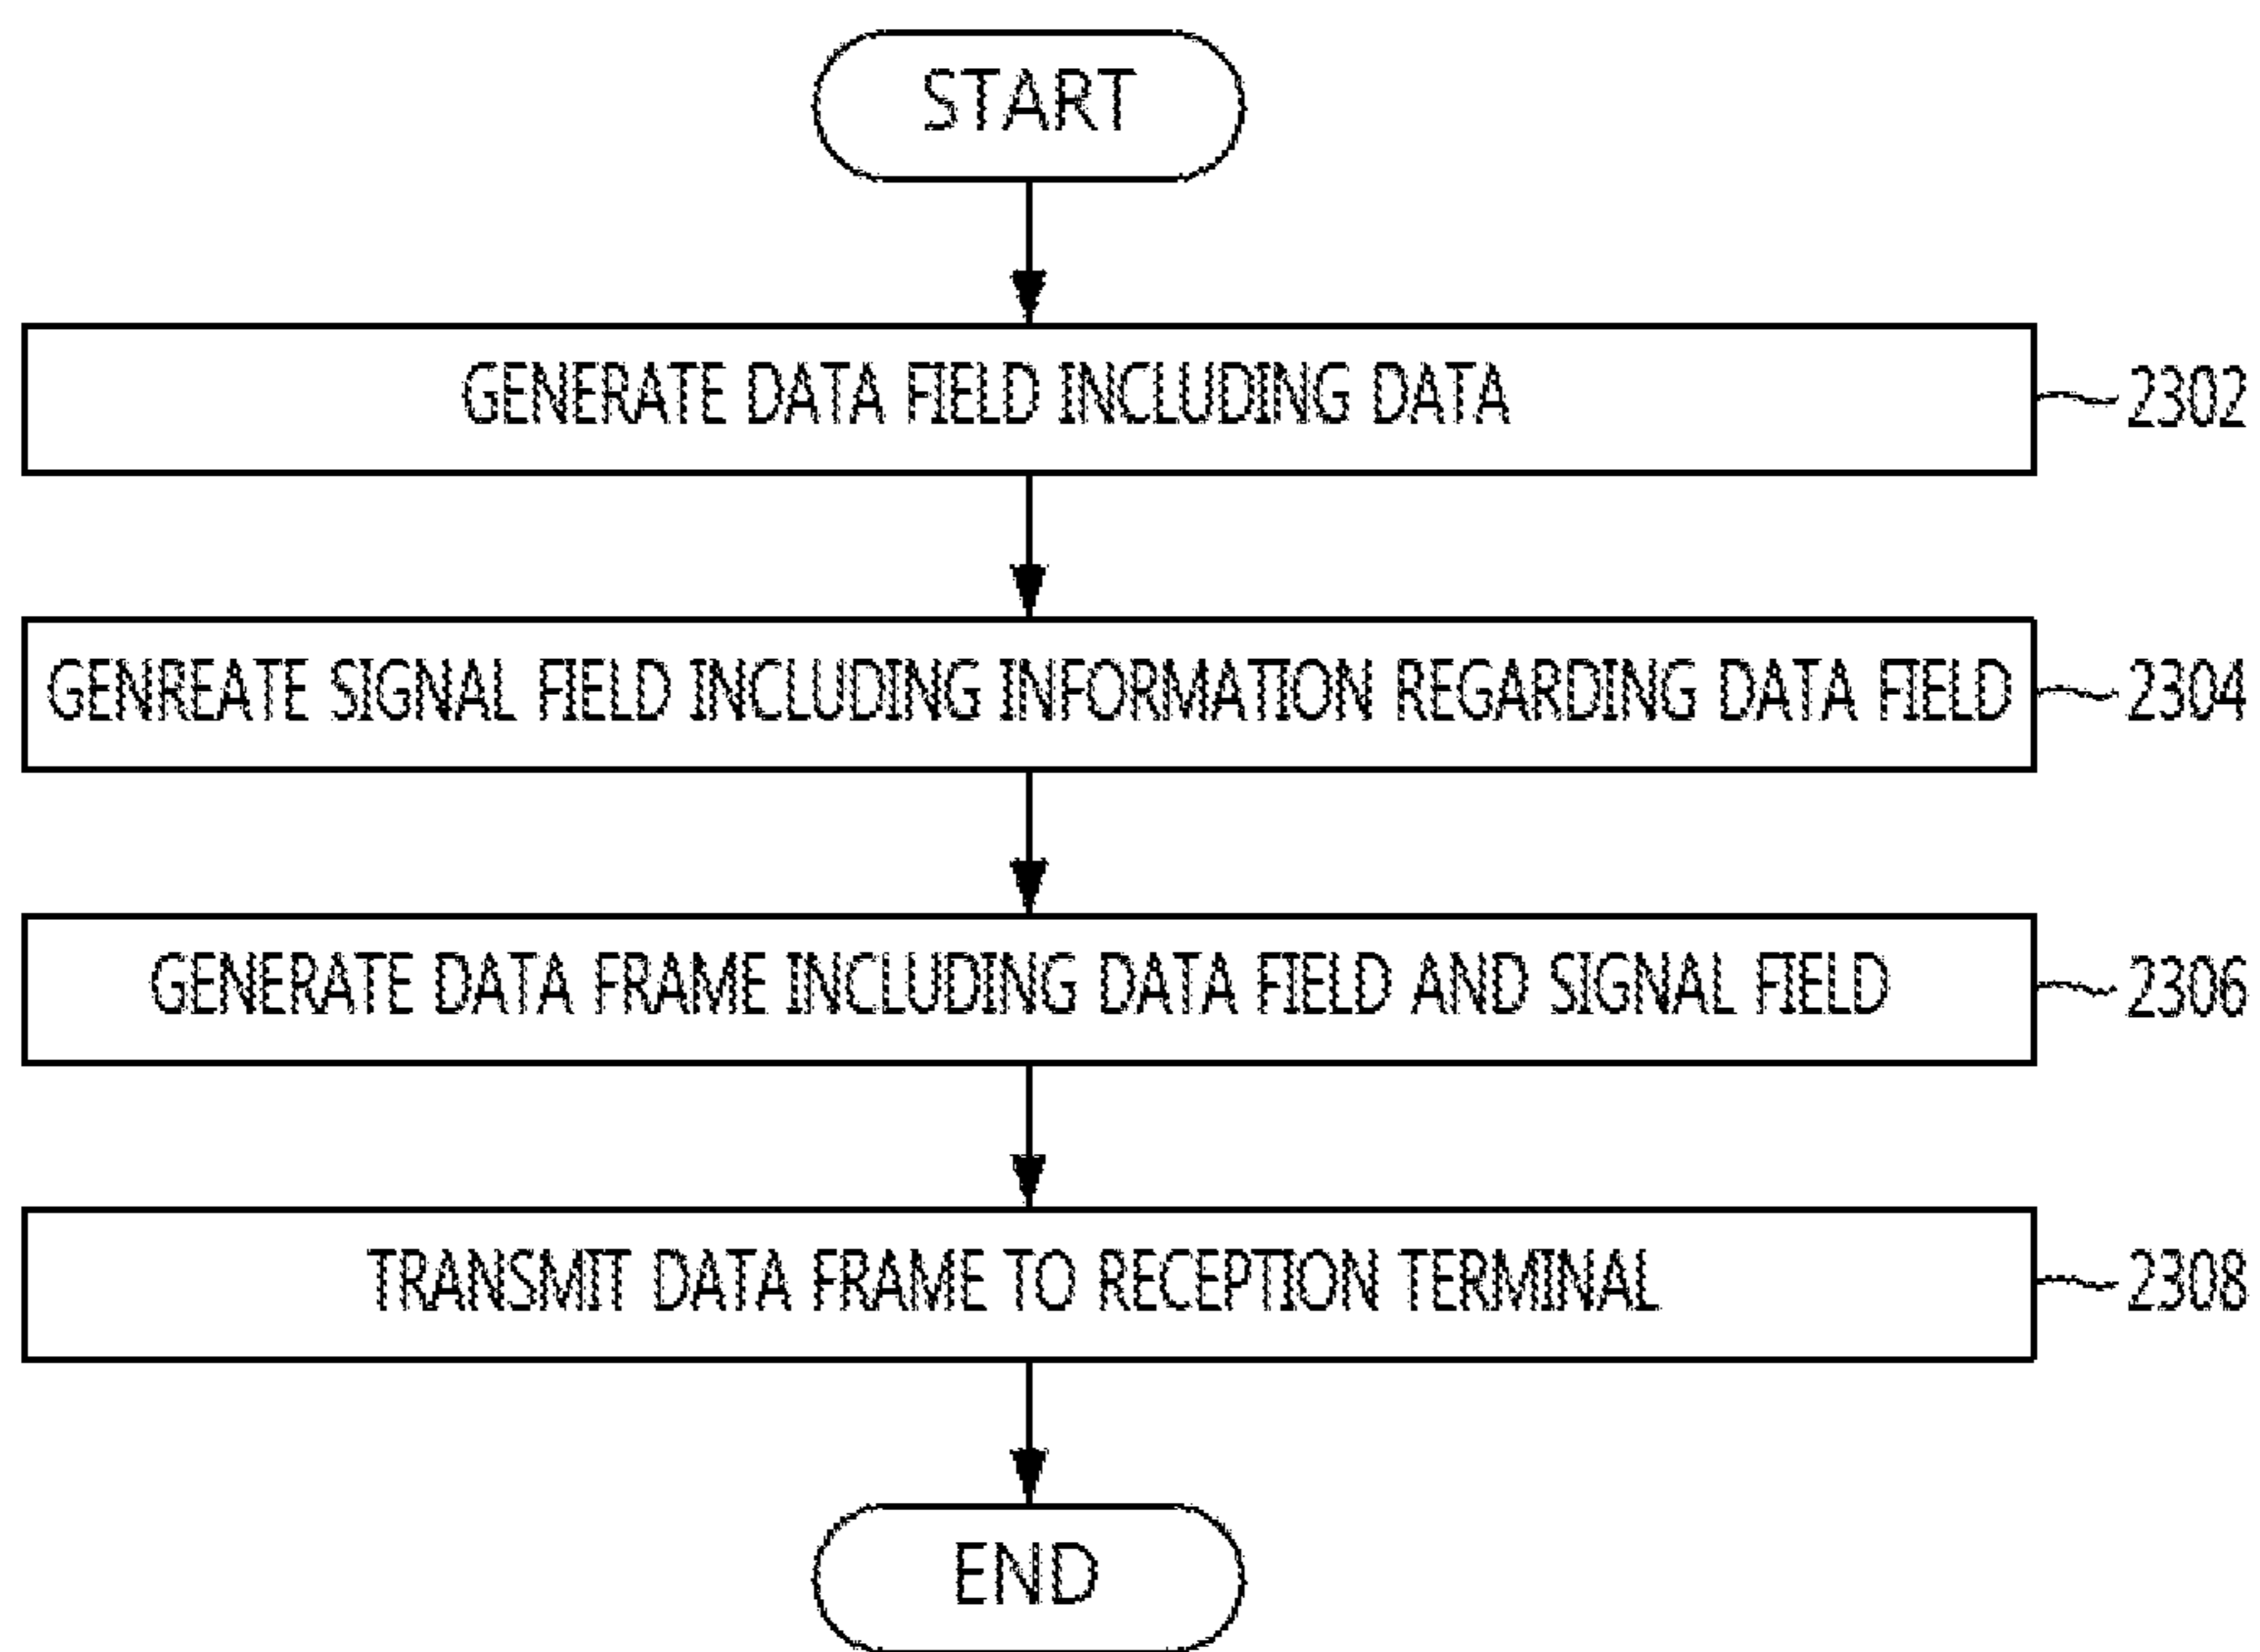 START
GENERATE DATA FIELD INCLUDING DATA
2302
GENREATE SIGNAL FIELD INCLUDING INFORMATION REGARDING DATA FIELD
2304
GENERATE DATA FRAME INCLUDING DATA FIELD AND SIGNAL FIELD
2306
TRANSMIT DATA FRAME TO RECEPTION TERMINAL
2308
END